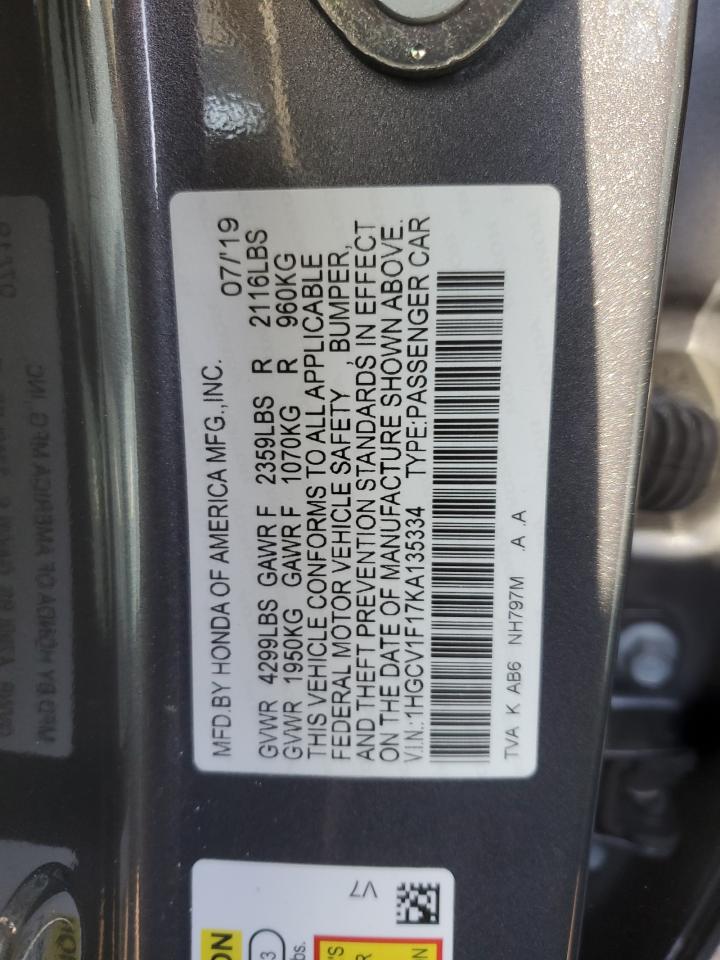 MFD.BY HONDA OF AMERICA MFG.,INC. 07/'19
GVWR 4299LBS GAWR F 2359LBS R 2116LBS
GVWR 1950KG GAWR F 1070KG R 960KG
THIS VEHICLE CONFORMS TO ALL APPLICABLE
FEDERAL MOTOR VEHICLE SAFETY , BUMPER,
AND THEFT PREVENTION STANDARDS IN EFFECT
ON THE DATE OF MANUFACTURE SHOWN ABOVE.
V.I.N.:1HGCV1F17KA135334 TYPE:PASSENGER CAR
TVA K AB6 NH797M .A .A
V7